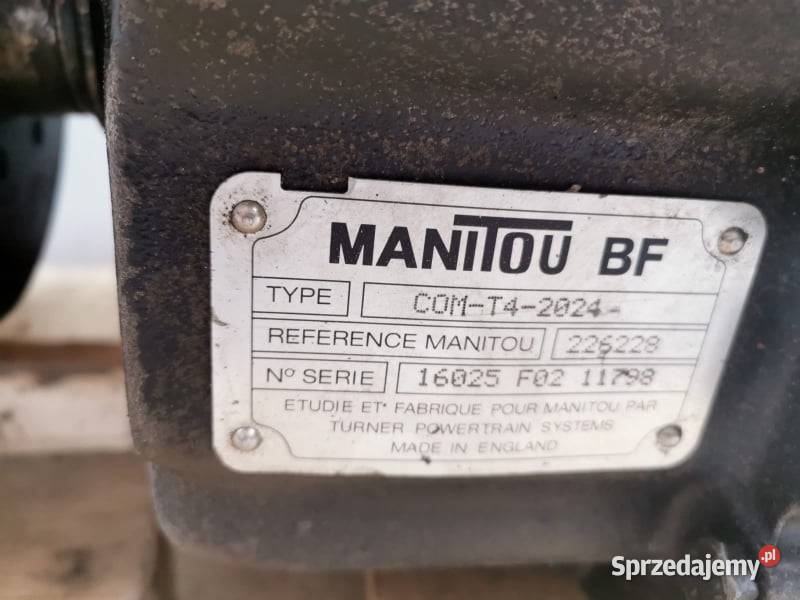 MANITOU BF
TYPE COM-T4-2024-
REFERENCE MANITOU 226228
Nº SERIE 16025 F02 11798
ETUDIE ET FABRIQUE POUR MANITOU PAR
TURNER POWERTRAIN SYSTEMS
MADE IN ENGLAND
Sprzedajemy.pl